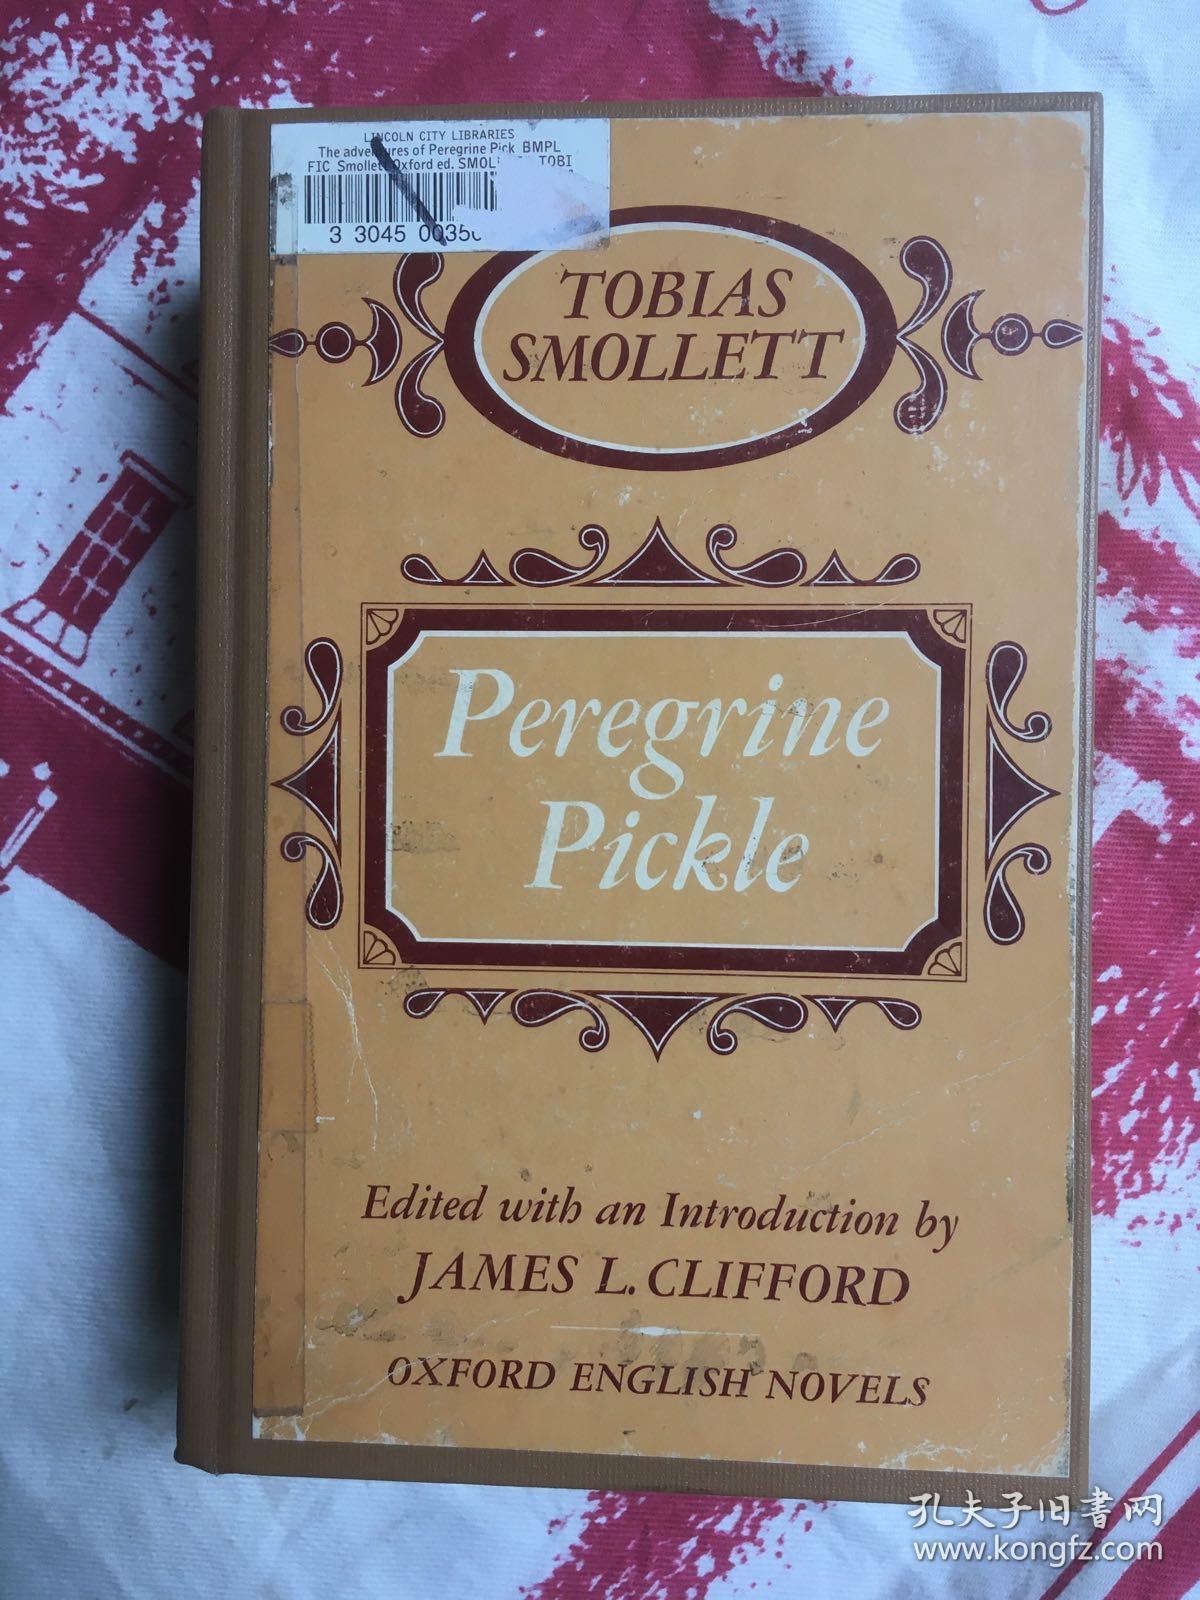 LINCOLN CITY LIBRARIES
The adventures of Peregrine Pick BMPL
FIC Smollett Oxford ed. TOBI
3 3045
TOBIAS
SMOLLETT
Peregrine
Pickle
Edited with an Introduction by
JAMES L. CLIFFORD
OXFORD ENGLISH NOVELS
孔夫子旧书网
www.kongfz.com